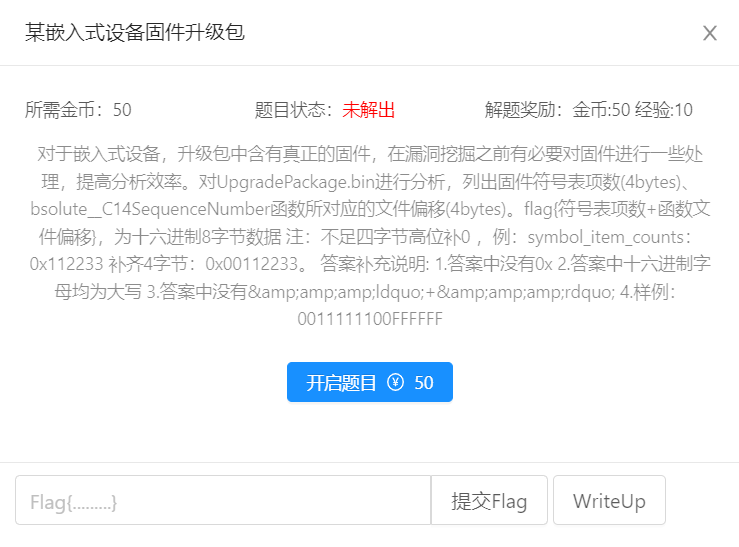 某嵌入式设备固件升级包
X
所需金币：50 题目状态：未解出 解题奖励：金币:50 经验:10
对于嵌入式设备，升级包中含有真正的固件，在漏洞挖掘之前有必要对固件进行一些处
理，提高分析效率。对UpgradePackage.bin进行分析，列出固件符号表项数(4bytes)、
bsolute__C14SequenceNumber函数所对应的文件偏移(4bytes)。flag{符号表项数+函数文
件偏移}，为十六进制8字节数据 注：不足四字节高位补0 ，例：symbol_item_counts：
0x112233 补齐4字节：0x00112233。 答案补充说明: 1.答案中没有0x 2.答案中十六进制字
母均为大写 3.答案中没有&amp;amp;amp;ldquo;+&amp;amp;amp;rdquo; 4.样例：
0011111100FFFFFF
开启题目 ¥ 50
Flag{.........} 提交Flag WriteUp